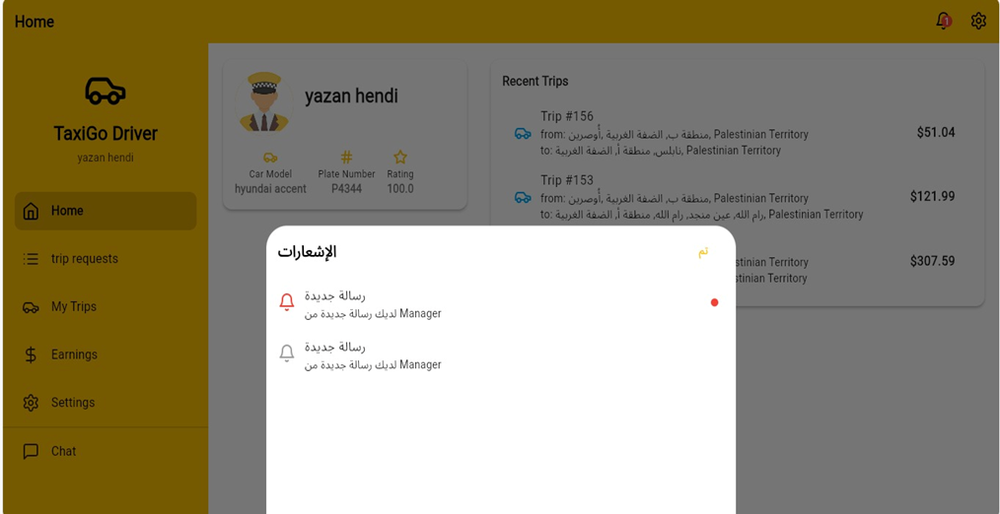 Home
1
TaxiGo Driver
yazan hendi
Home
trip requests
My Trips
Earnings
Settings
Chat
yazan hendi
Car Model
hyundai accent
Plate Number
P4344
Rating
100.0
Recent Trips
Trip #156
from: منطقة ب, الضفة الغربية ,أوصرين, Palestinian Territory
to: نابلس, منطقة أ, الضفة الغربية, Palestinian Territory
$51.04
Trip #153
from: منطقة ب, الضفة الغربية ,أوصرين, Palestinian Territory
to: رام الله, عين منجد, رام الله, منطقة أ, الضفة الغربية, Palestinian Territory
$121.99
stinian Territory
stinian Territory
$307.59
الإشعارات
تم
رسالة جديدة
لديك رسالة جديدة من Manager
رسالة جديدة
لديك رسالة جديدة من Manager